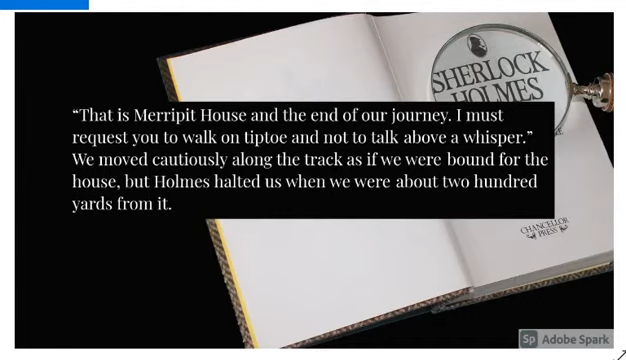 SHERLOCK
HOLMES
“That is Merripit House and the end of our journey. I must
request you to walk on tiptoe and not to talk above a whisper.”
We moved cautiously along the track as if we were bound for the
house, but Holmes halted us when we were about two hundred
yards from it.
CHANCELLOR
PRESS
Sp Adobe Spark